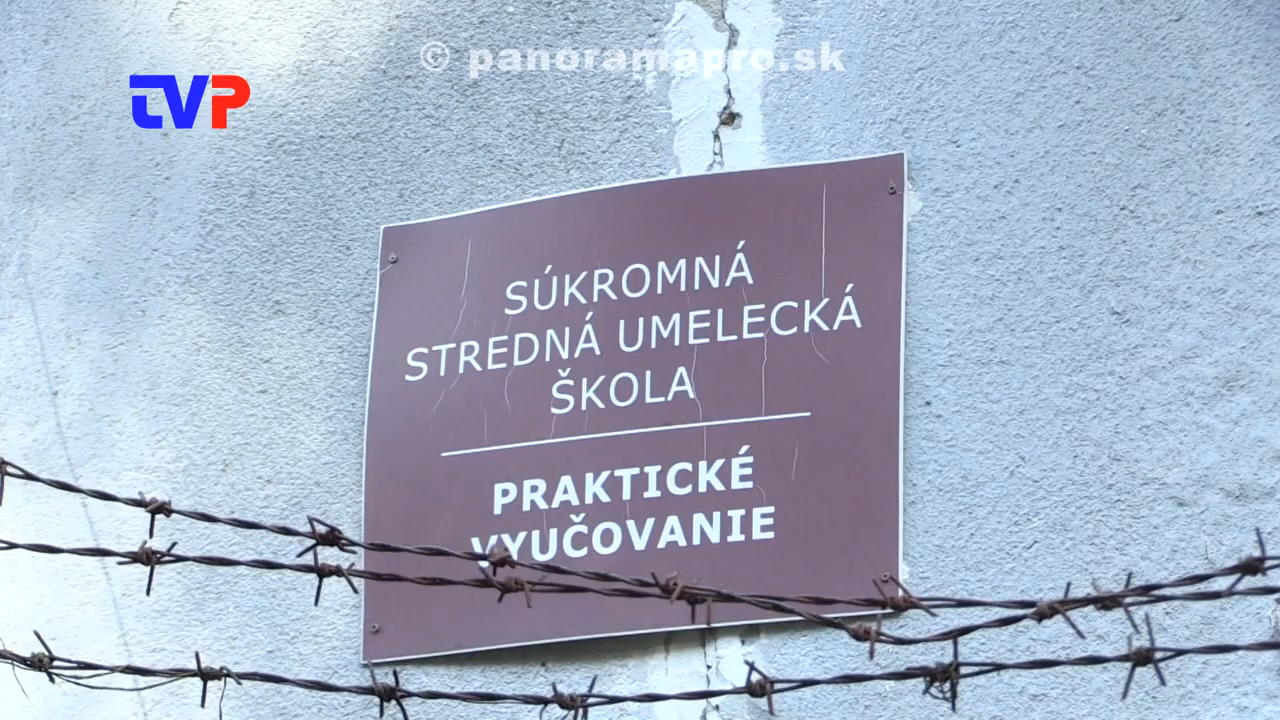 © panoramapro.sk
TVP
SÚKROMNÁ
STREDNÁ UMELECKÁ
ŠKOLA
PRAKTICKÉ
VYUČOVANIE